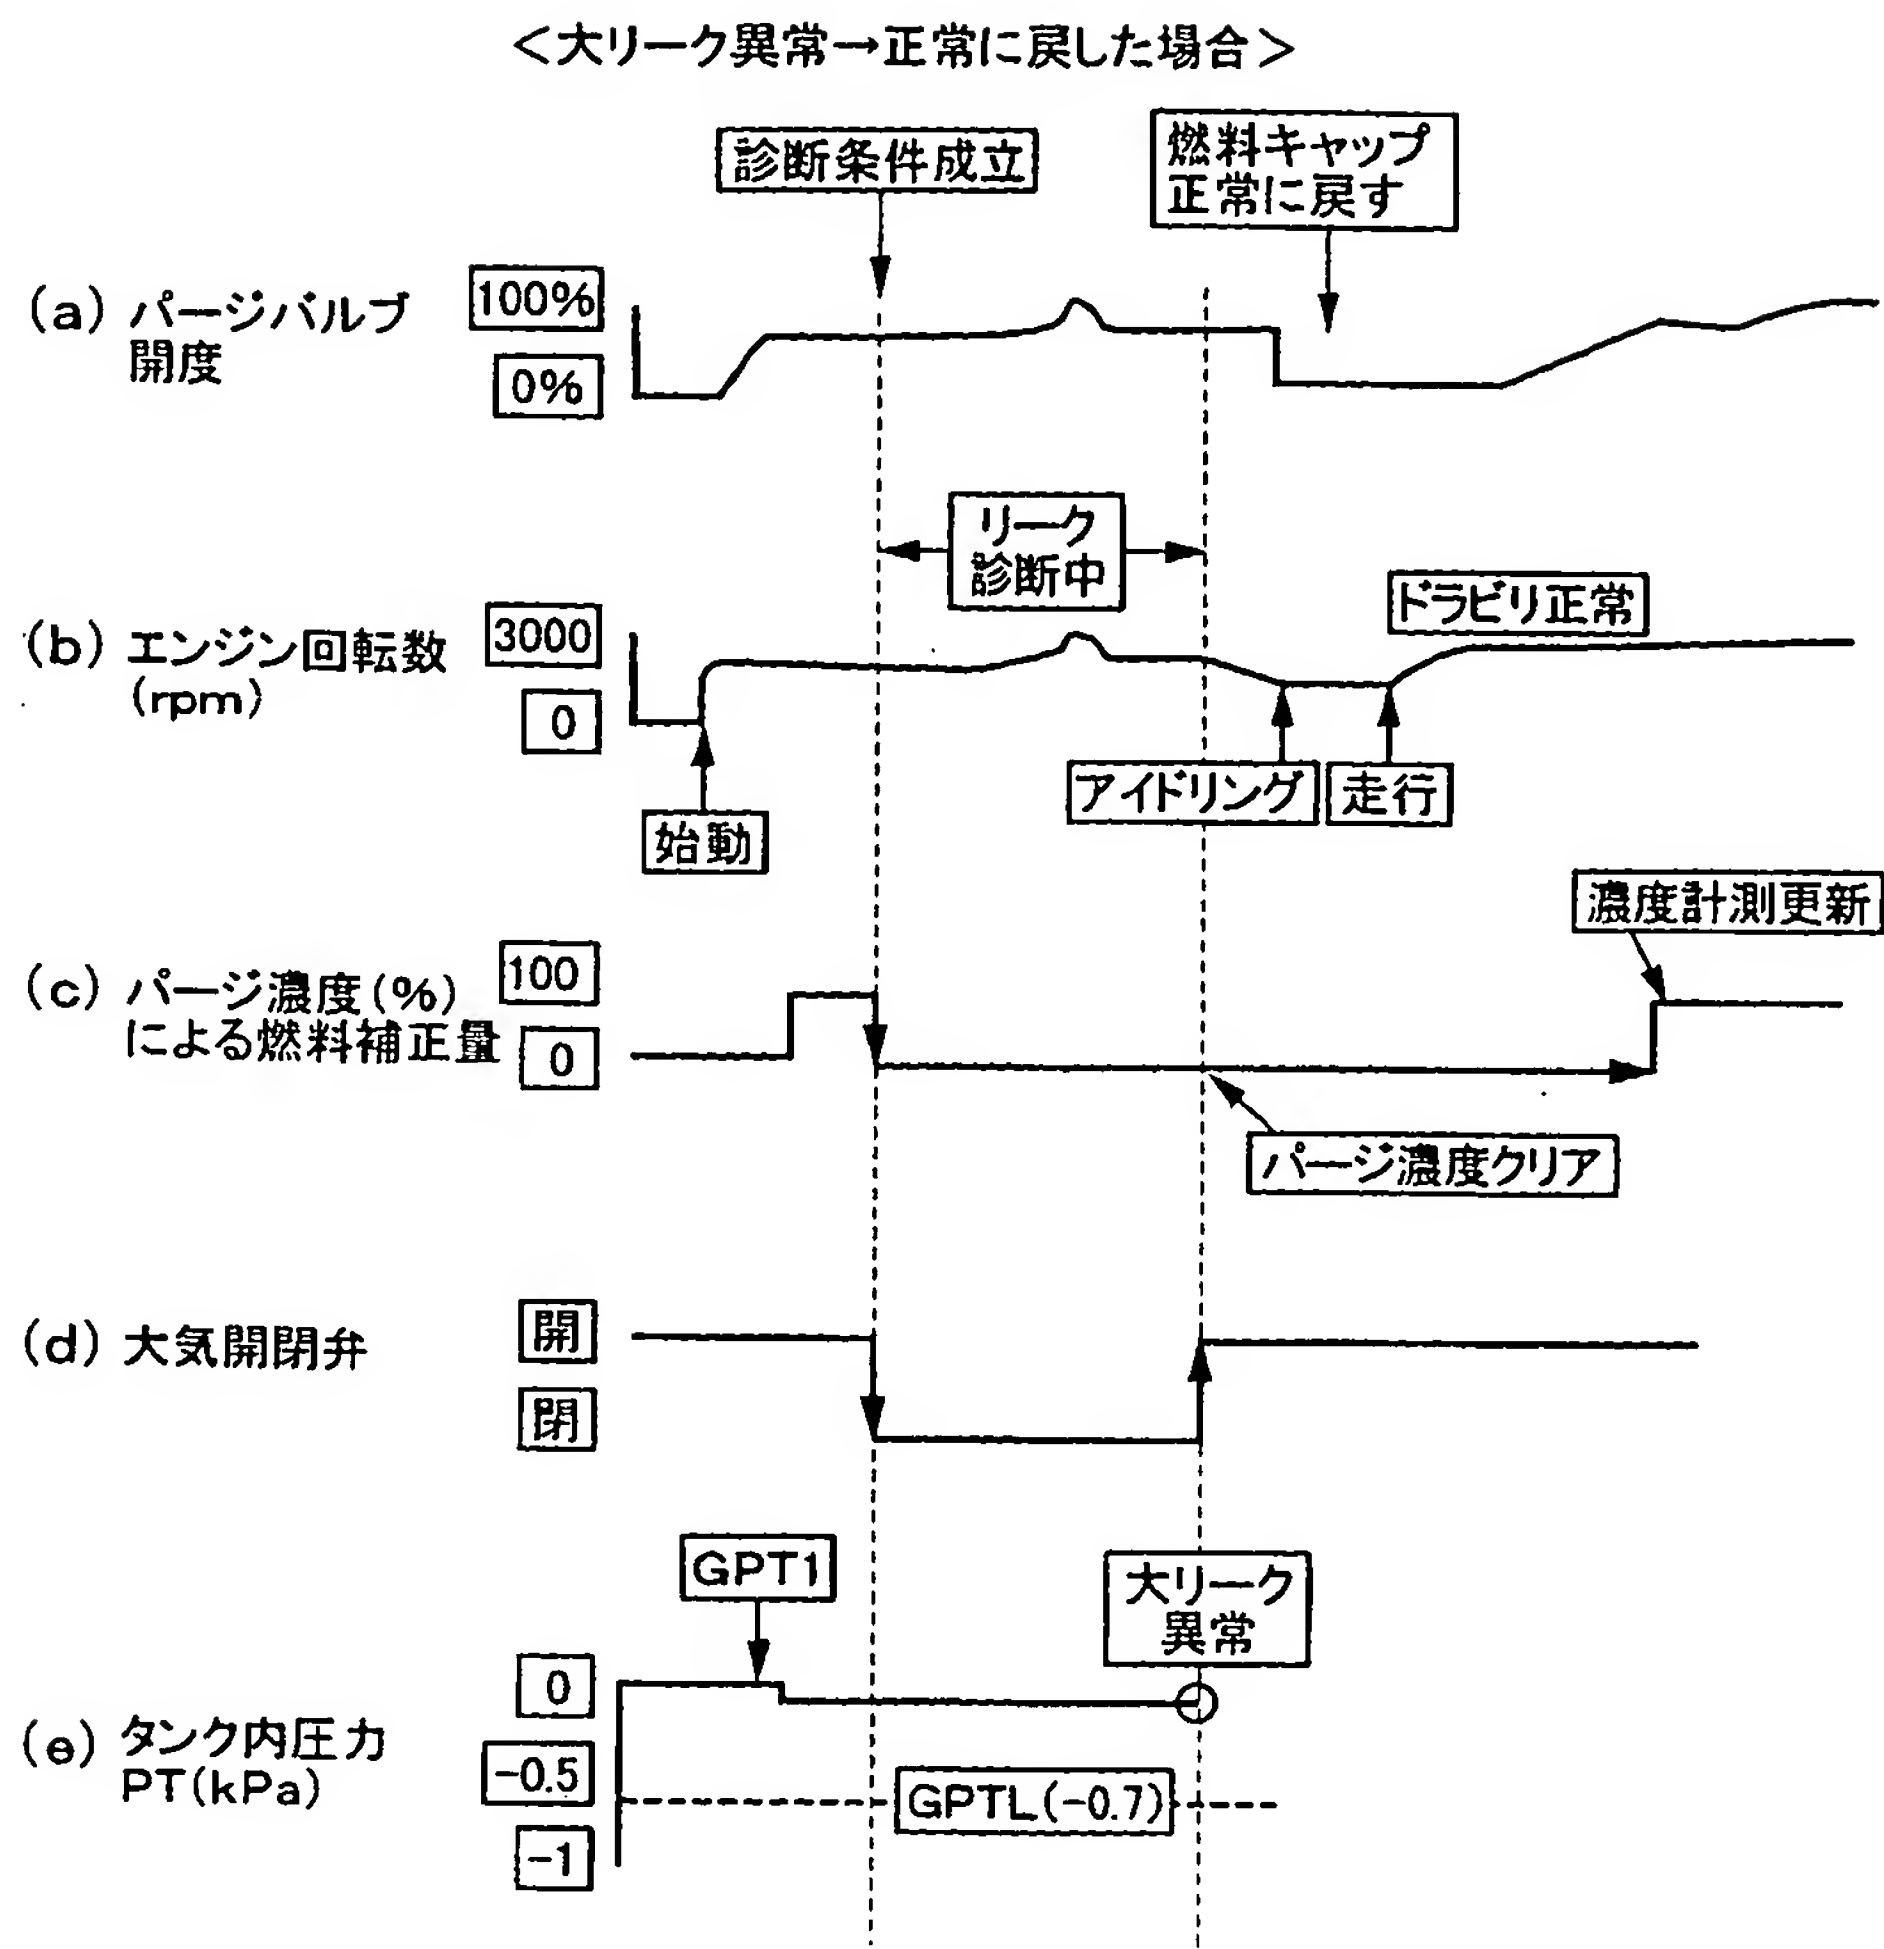 ＜大リーク異常→正常に戻した場合＞
診断条件成立
燃料キャップ
正常に戻す
(a) パージバルブ
開度
100%
0%
リーク
診断中
ドラビリ正常
(b) エンジン回転数
(rpm)
3000
0
アイドリング
走行
始動
濃度計測更新
(c) パージ濃度(%)
による燃料補正量
100
0
パージ濃度クリア
(d) 大気開閉弁
開
閉
GPT1
大リーク
異常
(e) タンク内圧力
PT(kPa)
0
-0.5
-1
GPTL(-0.7)